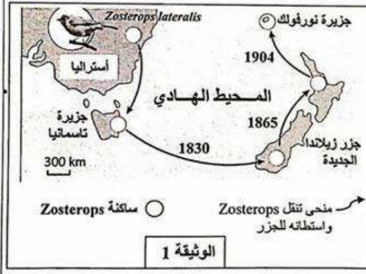 Zosterops lateralis
جزيرة نورفولك
أستراليا
1904
المحيط الهادي
جزيرة
تاسمانيا
1865
1830
جزر زيلاندا
الجديدة
300 km
ساكنة Zosterops
منحى تنقل Zosterops
واستطانه للجزر
الوثيقة 1